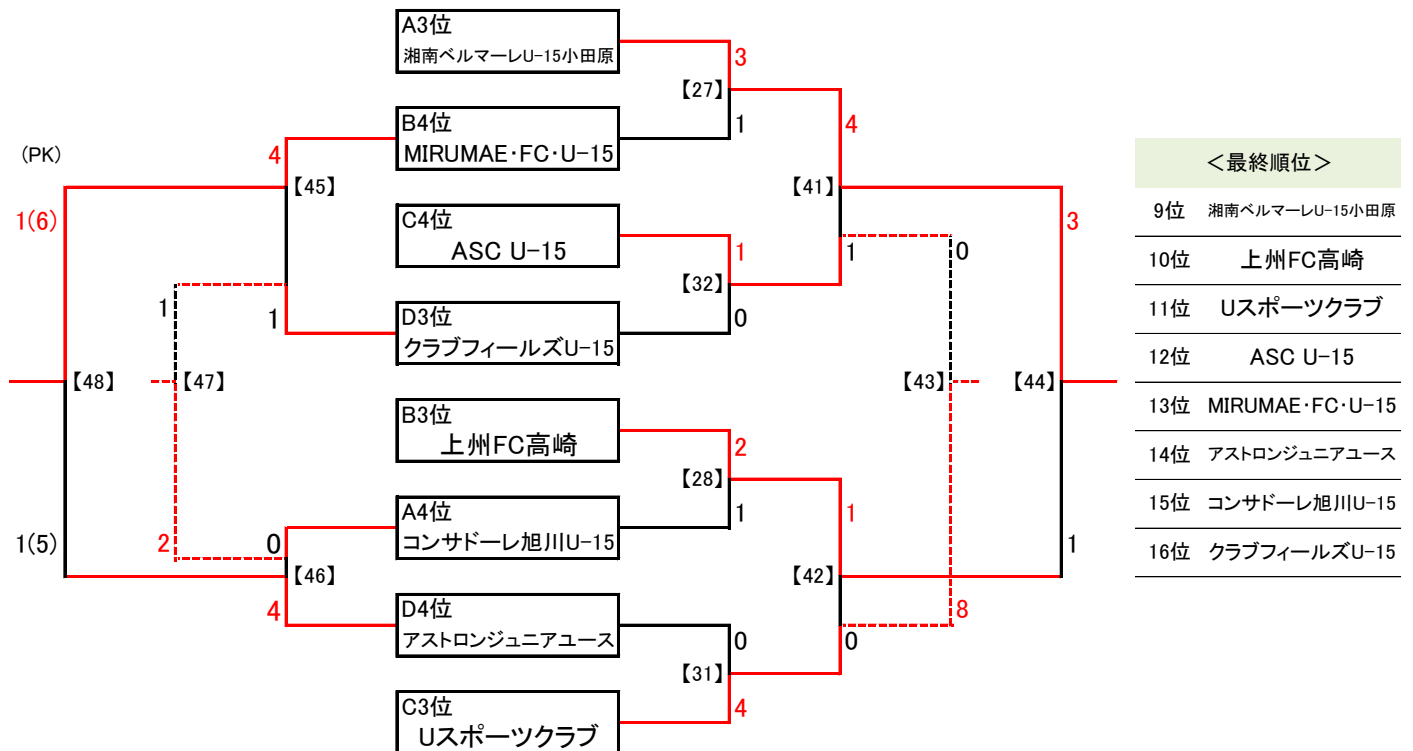 A3位
湘南ベルマーレU-15小田原
3
【27】
B4位
MIRUMAE・FC・U-15
1
4
(PK)
4
【45】
【41】
1(6)
C4位
ASC U-15
1
1
0
3
【32】
1
1
D3位
クラブフィールズU-15
0
【48】
【47】
【43】
【44】
B3位
上州FC高崎
2
【28】
A4位
コンサドーレ旭川U-15
1
1
1(5)
2
0
1
【46】
【42】
4
D4位
アストロンジュニアユース
0
0
8
【31】
C3位
Uスポーツクラブ
4
＜最終順位＞
9位 湘南ベルマーレU-15小田原
10位 上州FC高崎
11位 Uスポーツクラブ
12位 ASC U-15
13位 MIRUMAE・FC・U-15
14位 アストロンジュニアユース
15位 コンサドーレ旭川U-15
16位 クラブフィールズU-15